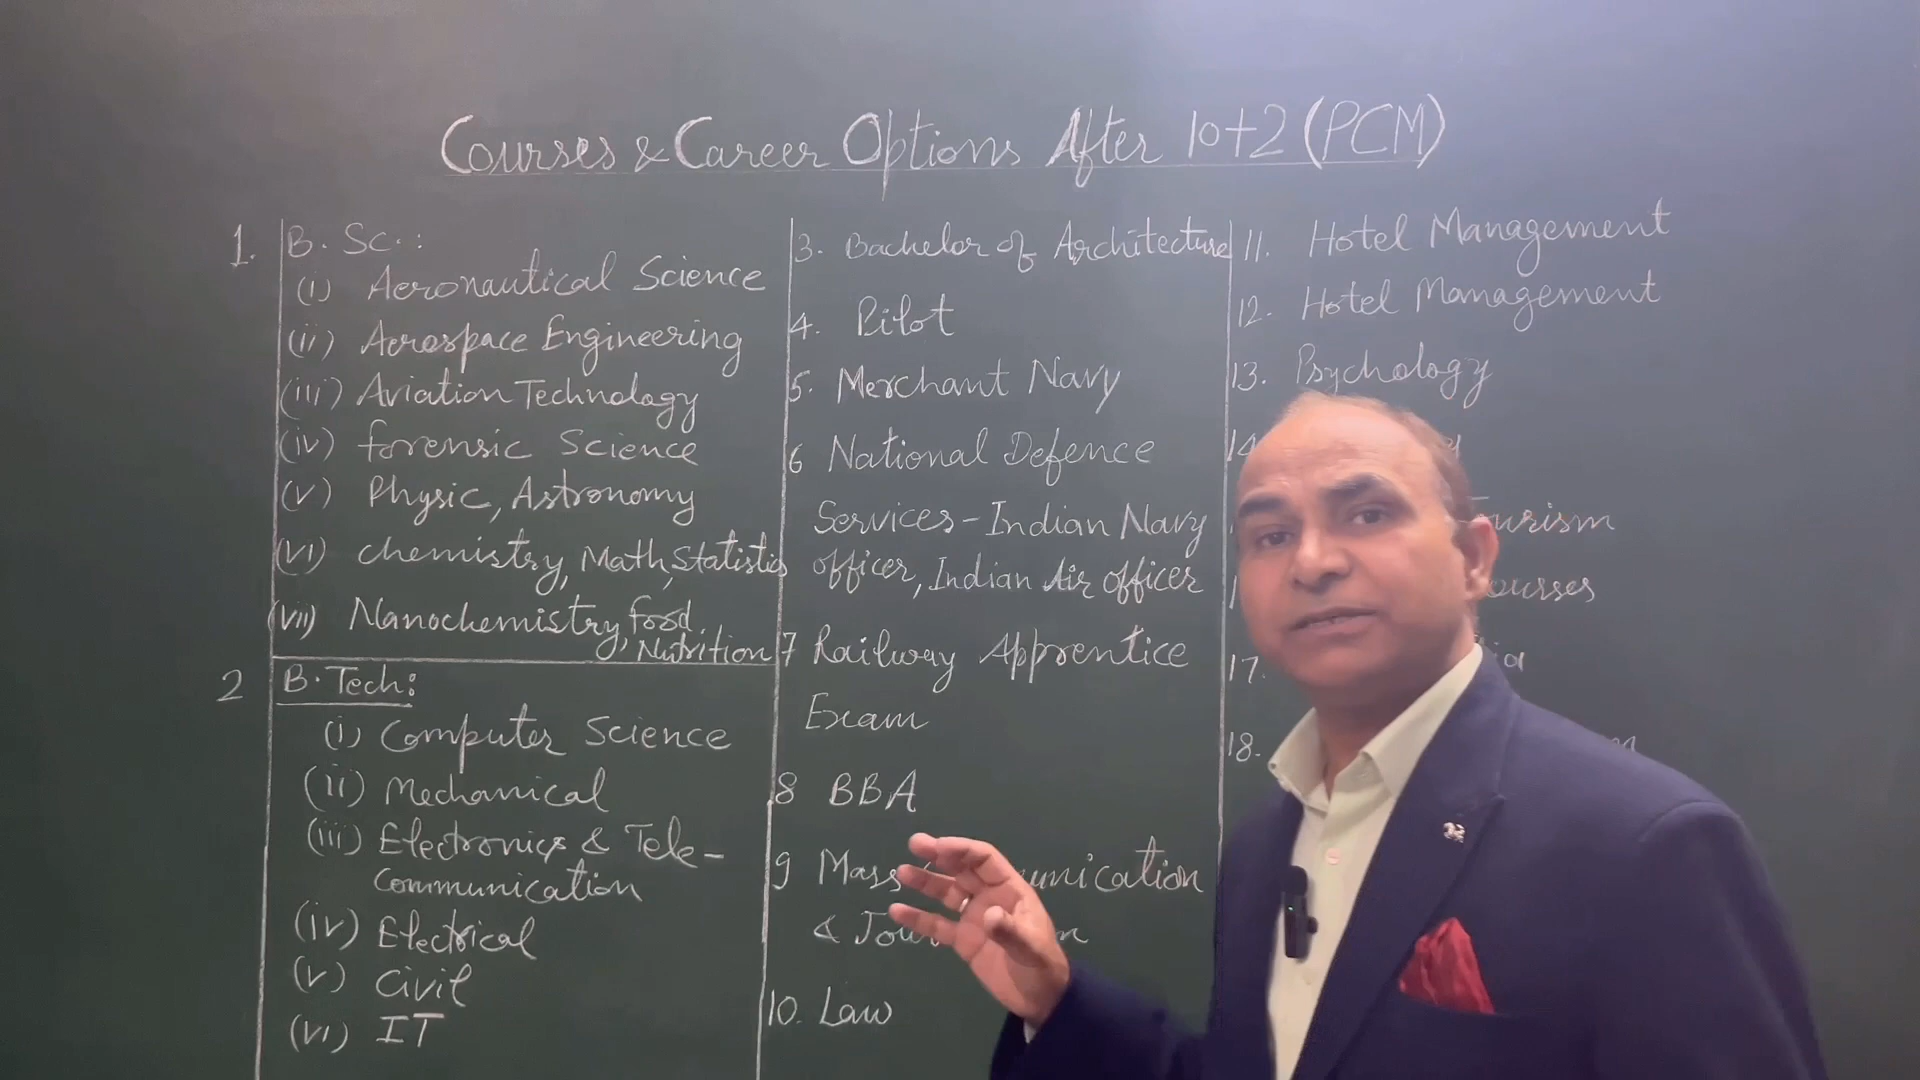 Courses & Career Options After 10+2 (PCM)
1. B. Sc. :
(i) Aeronautical Science
(ii) Aerospace Engineering
(iii) Aviation Technology
(iv) Forensic Science
(v) Physic, Astronomy
(vi) Chemistry, Math, Statistics
(vii) Nanochemistry, Food,
Nutrition
2 B. Tech:
(i) Computer Science
(ii) Mechanical
(iii) Electronics & Tele-
Communication
(iv) Electrical
(v) Civil
(vi) IT
3. Bachelor of Architecture
4. Pilot
5. Merchant Navy
6 National Defence
Services - Indian Navy
officer, Indian Air officer
7 Railway Apprentice
Exam
8 BBA
9 Mass
&
10. Law
11. Hotel Management
12. Hotel Management
13. Psychology
14
Tourism
Courses
17.
18.